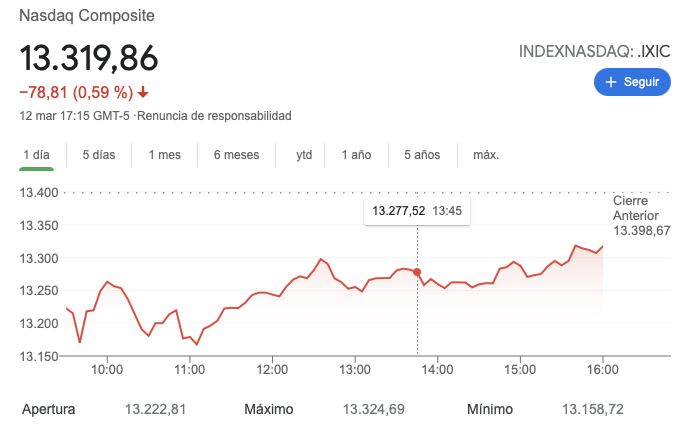 Nasdaq Composite
13.319,86
INDEXNASDAQ: .IXIC
−78,81 (0,59 %)
+ Seguir
12 mar 17:15 GMT-5 ·Renuncia de responsabilidad
1 día 5 días 1 mes 6 meses ytd 1 año 5 años máx.
13.400
13.277,52 13:45
Cierre
Anterior
13.398,67
13.350
13.300
13.250
13.200
13.150
10:00 11:00 12:00 13:00 14:00 15:00 16:00
Apertura 13.222,81 Máximo 13.324,69 Mínimo 13.158,72